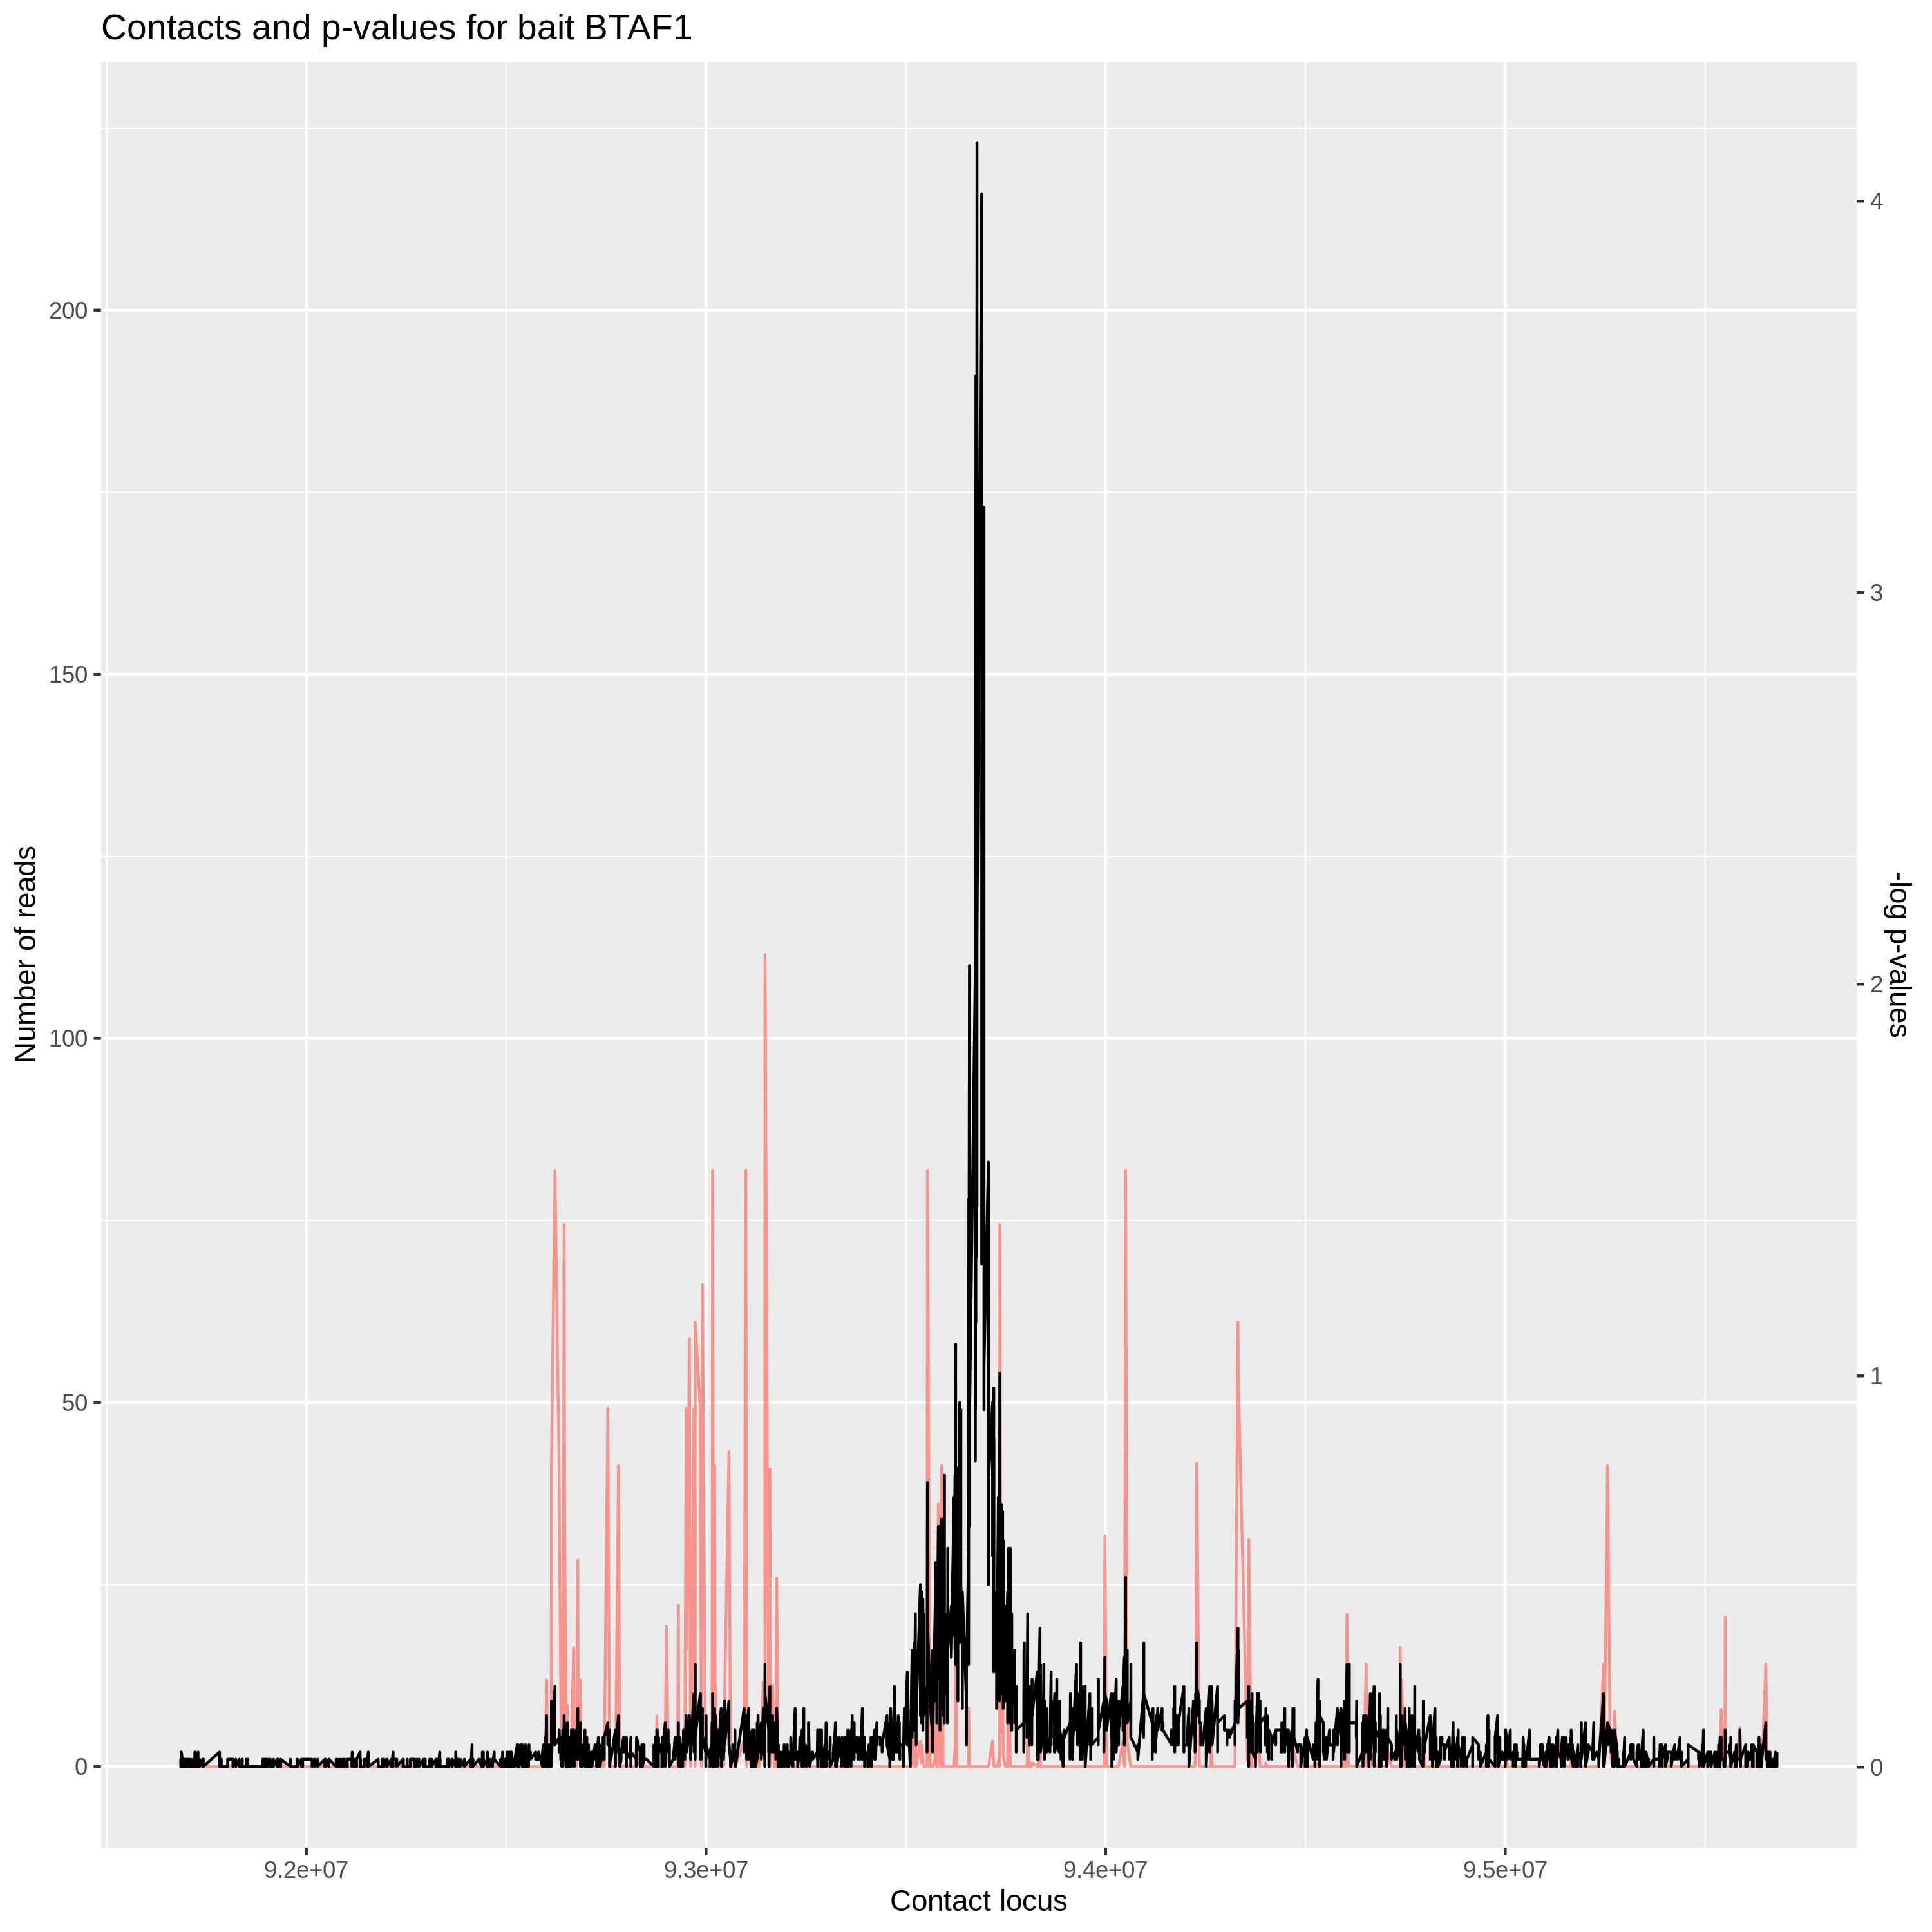 Contacts and p-values for bait BTAF1
Number of reads
200
150
100
50
0
4
3
2
1
0
-log p-values
9.2e+07
9.3e+07
9.4e+07
9.5e+07
Contact locus